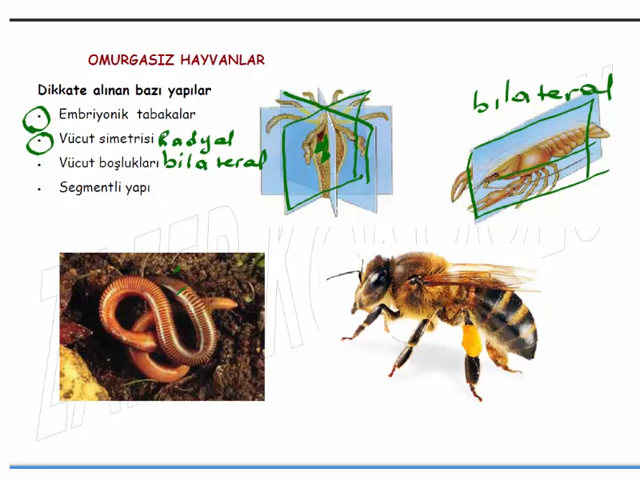 OMURGASIZ HAYVANLAR
Dikkate alınan bazı yapılar
• Embriyonik tabakalar
• Vücut simetrisi Radyal
• Vücut boşlukları bilateral
• Segmentli yapı
bilateral